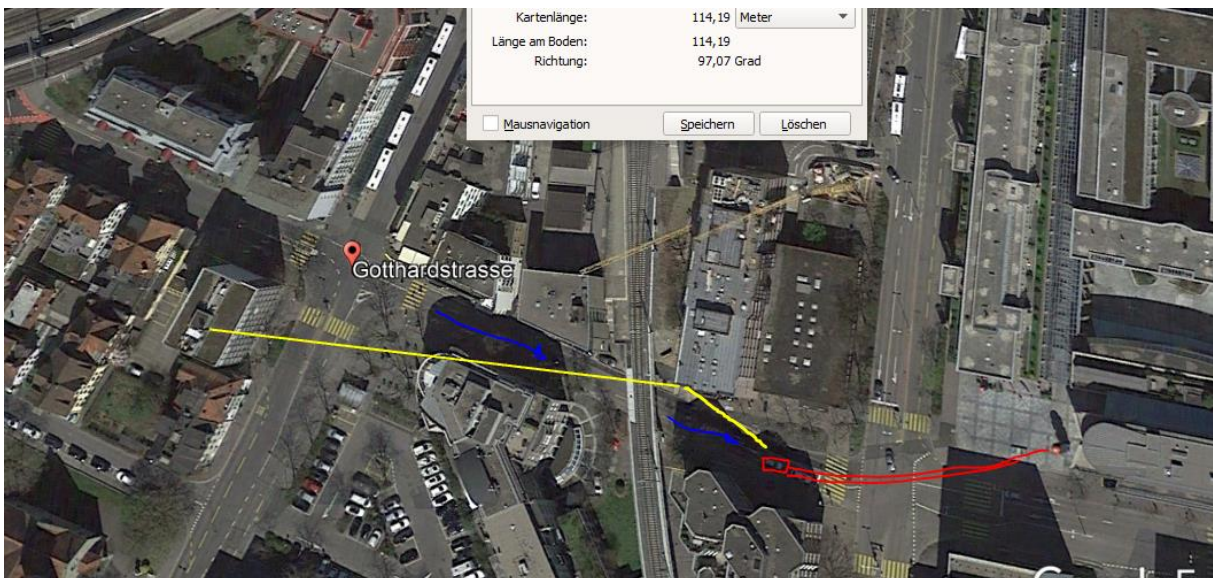 Kartenlänge: 114,19 Meter
Länge am Boden: 114,19
Richtung: 97,07 Grad
Mausnavigation Speichern Löschen
Gotthardstrasse